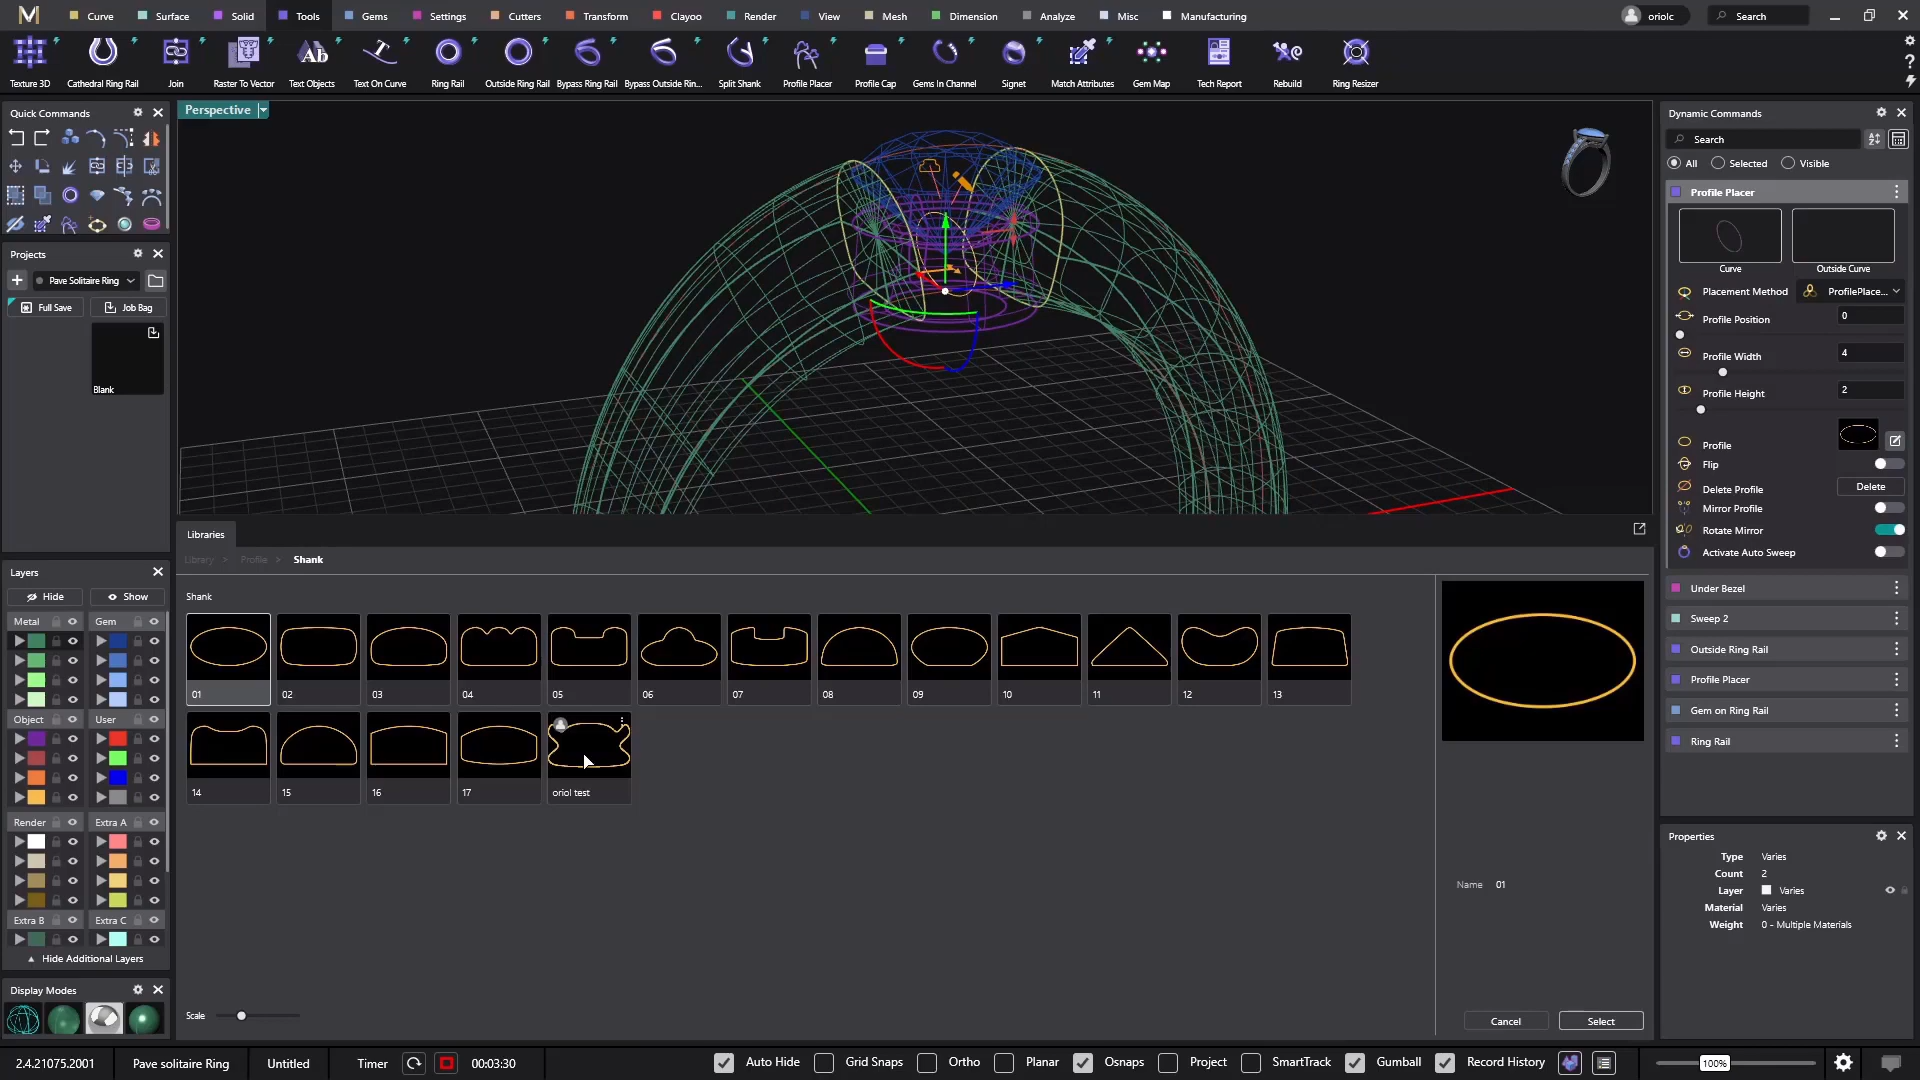 Curve
Surface
Solid
Tools
Gems
Settings
Cutters
Transform
Clayoo
Render
View
Mesh
Dimension
Analyze
Misc
Manufacturing
oriolc
Search
Texture 3D
Cathedral Ring Rail
Join
Raster To Vector
Text Objects
Text On Curve
Ring Rail
Outside Ring Rail
Bypass Ring Rail
Bypass Outside Rin...
Split Shank
Profile Placer
Profile Cap
Gems In Channel
Signet
Match Attributes
Gem Map
Tech Report
Rebuild
Ring Resizer
Quick Commands
Projects
Pave Solitaire Ring
Full Save
Job Bag
Blank
Layers
Hide
Show
Metal
Gem
Object
User
Render
Extra A
Extra B
Extra C
Hide Additional Layers
Display Modes
Perspective
Libraries
Library > Profile > Shank
Shank
01
02
03
04
05
06
07
08
09
10
11
12
13
14
15
16
17
oriol test
Scale
Name 01
Cancel
Select
Dynamic Commands
Search
All
Selected
Visible
Profile Placer
Curve
Outside Curve
Placement Method
ProfilePlace...
Profile Position
0
Profile Width
4
Profile Height
2
Profile
Flip
Delete Profile
Delete
Mirror Profile
Rotate Mirror
Activate Auto Sweep
Under Bezel
Sweep 2
Outside Ring Rail
Profile Placer
Gem on Ring Rail
Ring Rail
Properties
Type Varies
Count 2
Layer Varies
Material Varies
Weight 0 - Multiple Materials
2.4.21075.2001
Pave solitaire Ring
Untitled
Timer
00:03:30
Auto Hide
Grid Snaps
Ortho
Planar
Osnaps
Project
SmartTrack
Gumball
Record History
100%